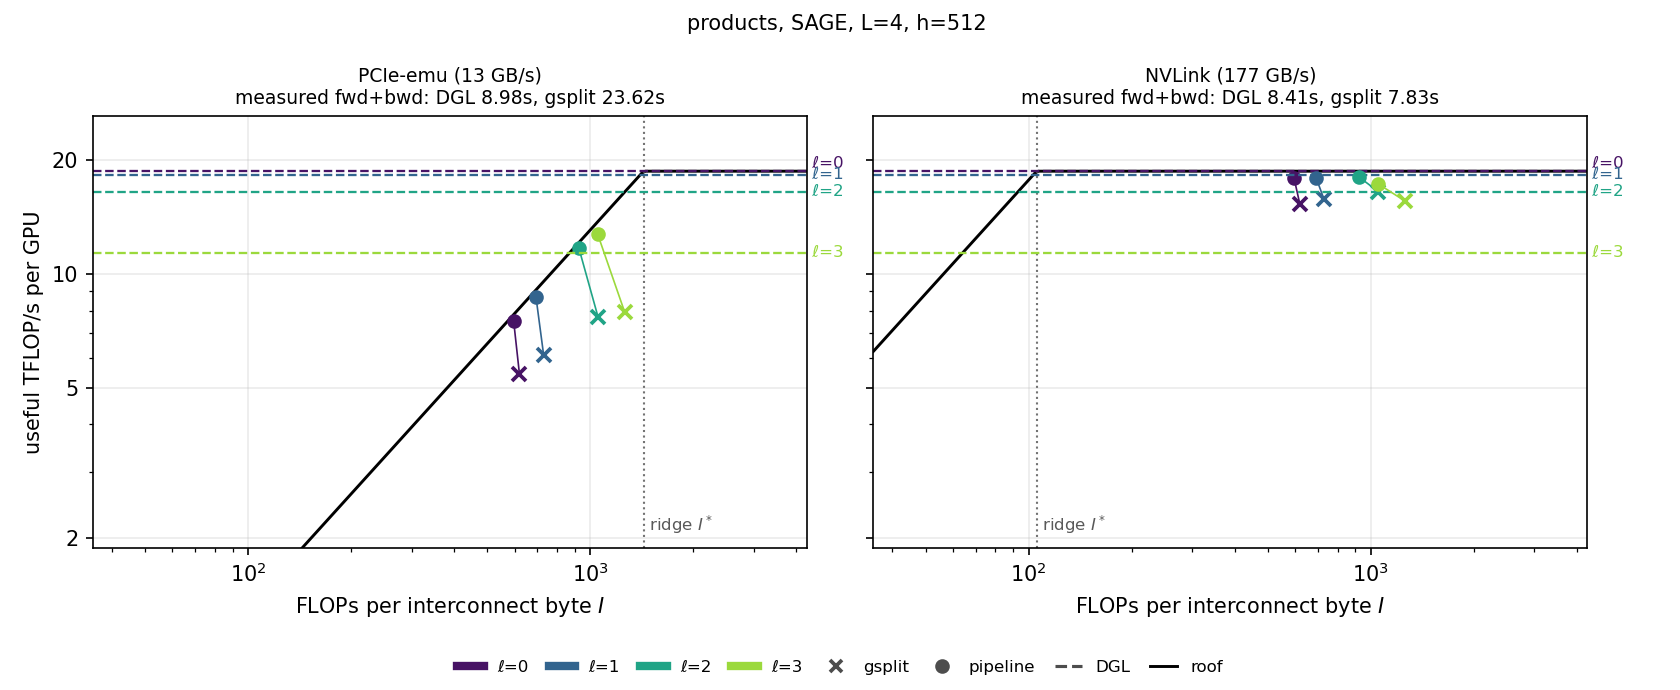 products, SAGE, L=4, h=512
PCIe-emu (13 GB/s)
measured fwd+bwd: DGL 8.98s, gsplit 23.62s
NVLink (177 GB/s)
measured fwd+bwd: DGL 8.41s, gsplit 7.83s
useful TFLOP/s per GPU
20
10
5
2
ℓ=0
ℓ=1
ℓ=2
ℓ=3
ridge I*
10²
10³
FLOPs per interconnect byte I
ℓ=0
ℓ=1
ℓ=2
ℓ=3
ridge I*
10²
10³
FLOPs per interconnect byte I
ℓ=0 ℓ=1 ℓ=2 ℓ=3 gsplit pipeline DGL roof